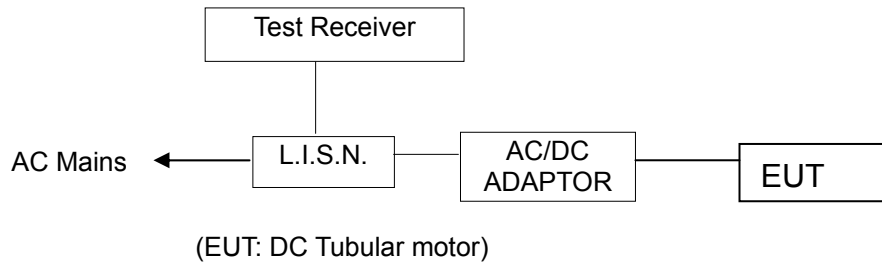 Test Receiver
AC Mains
L.I.S.N.
AC/DC
ADAPTOR
EUT
(EUT: DC Tubular motor)